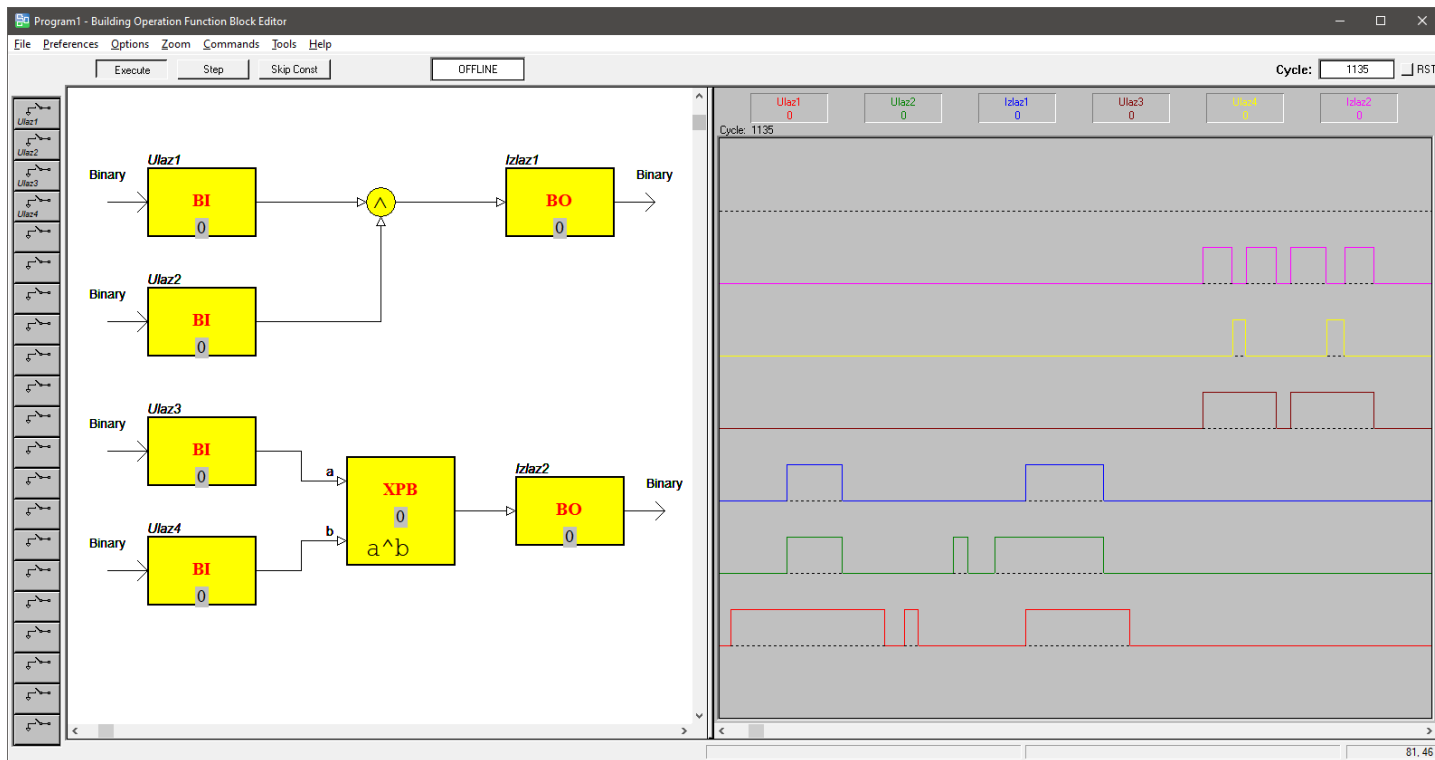 Program1 - Building Operation Function Block Editor
File Preferences Options Zoom Commands Tools Help
Execute Step Skip Const OFFLINE Cycle: 1135 RST
Ulaz1
Ulaz2
Ulaz3
Ulaz4
Ulaz1
Binary
BI
0
Izlaz1
BO
0
Binary
^
Ulaz2
Binary
BI
0
Ulaz3
Binary
BI
0
Ulaz4
Binary
BI
0
a
b
XPB
0
a^b
Izlaz2
BO
0
Binary
Ulaz1 Ulaz2 Izlaz1 Ulaz3 Ulaz4 Izlaz2
0 0 0 0 0 0
Cycle: 1135
81, 46